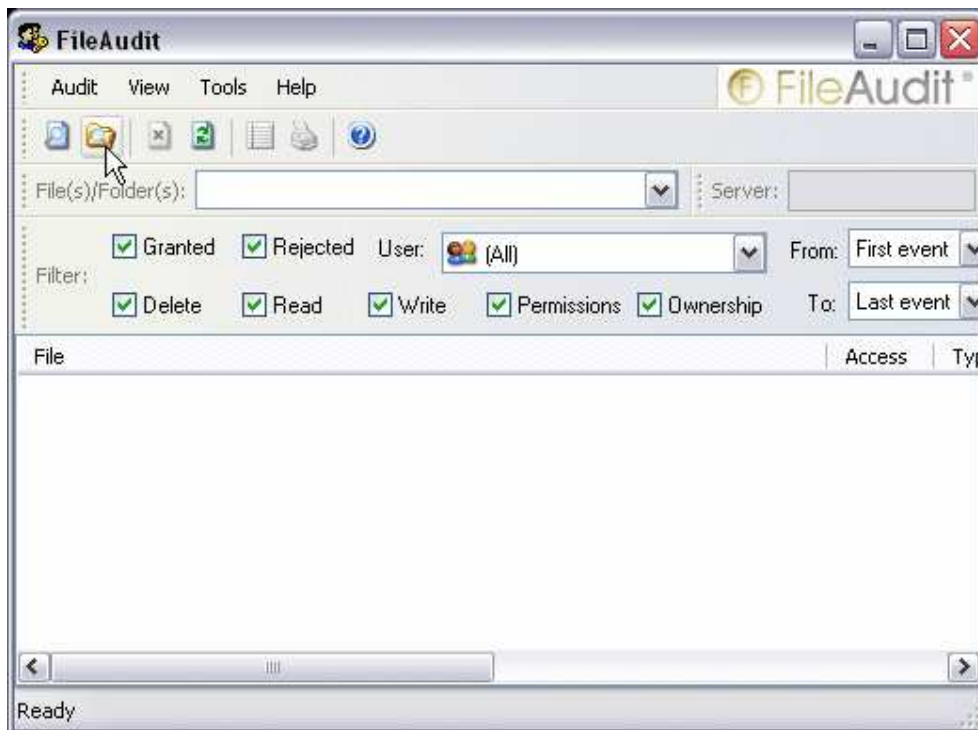 FileAudit
Audit View Tools Help FileAudit®
File(s)/Folder(s): Server:
Granted Rejected User: (All) From: First event
Filter:
Delete Read Write Permissions Ownership To: Last event
File Access Typ
Ready